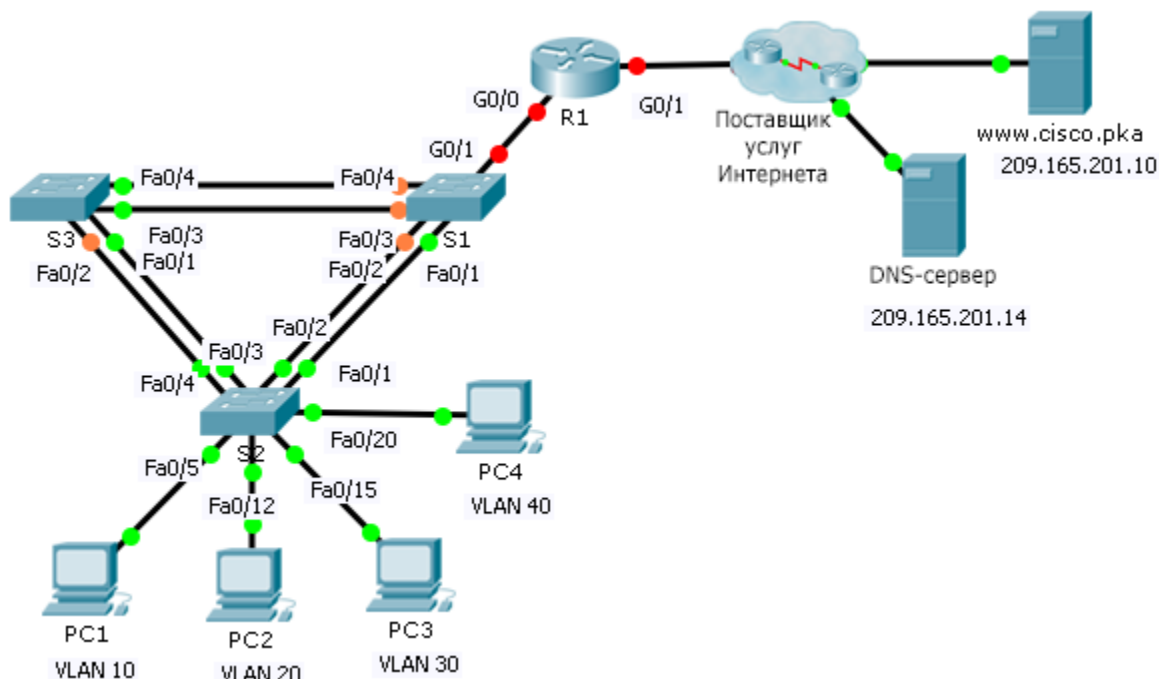 G0/0
R1
G0/1
Поставщик
услуг
Интернета
www.cisco.pka
209.165.201.10
DNS-сервер
209.165.201.14
G0/1
Fa0/4
Fa0/4
S3
Fa0/3
S1
Fa0/3
Fa0/2
Fa0/1
Fa0/2
Fa0/1
Fa0/2
Fa0/3
Fa0/4
Fa0/1
S2
Fa0/20
PC4
VLAN 40
Fa0/5
Fa0/12
Fa0/15
PC1
VLAN 10
PC2
VLAN 20
PC3
VLAN 30